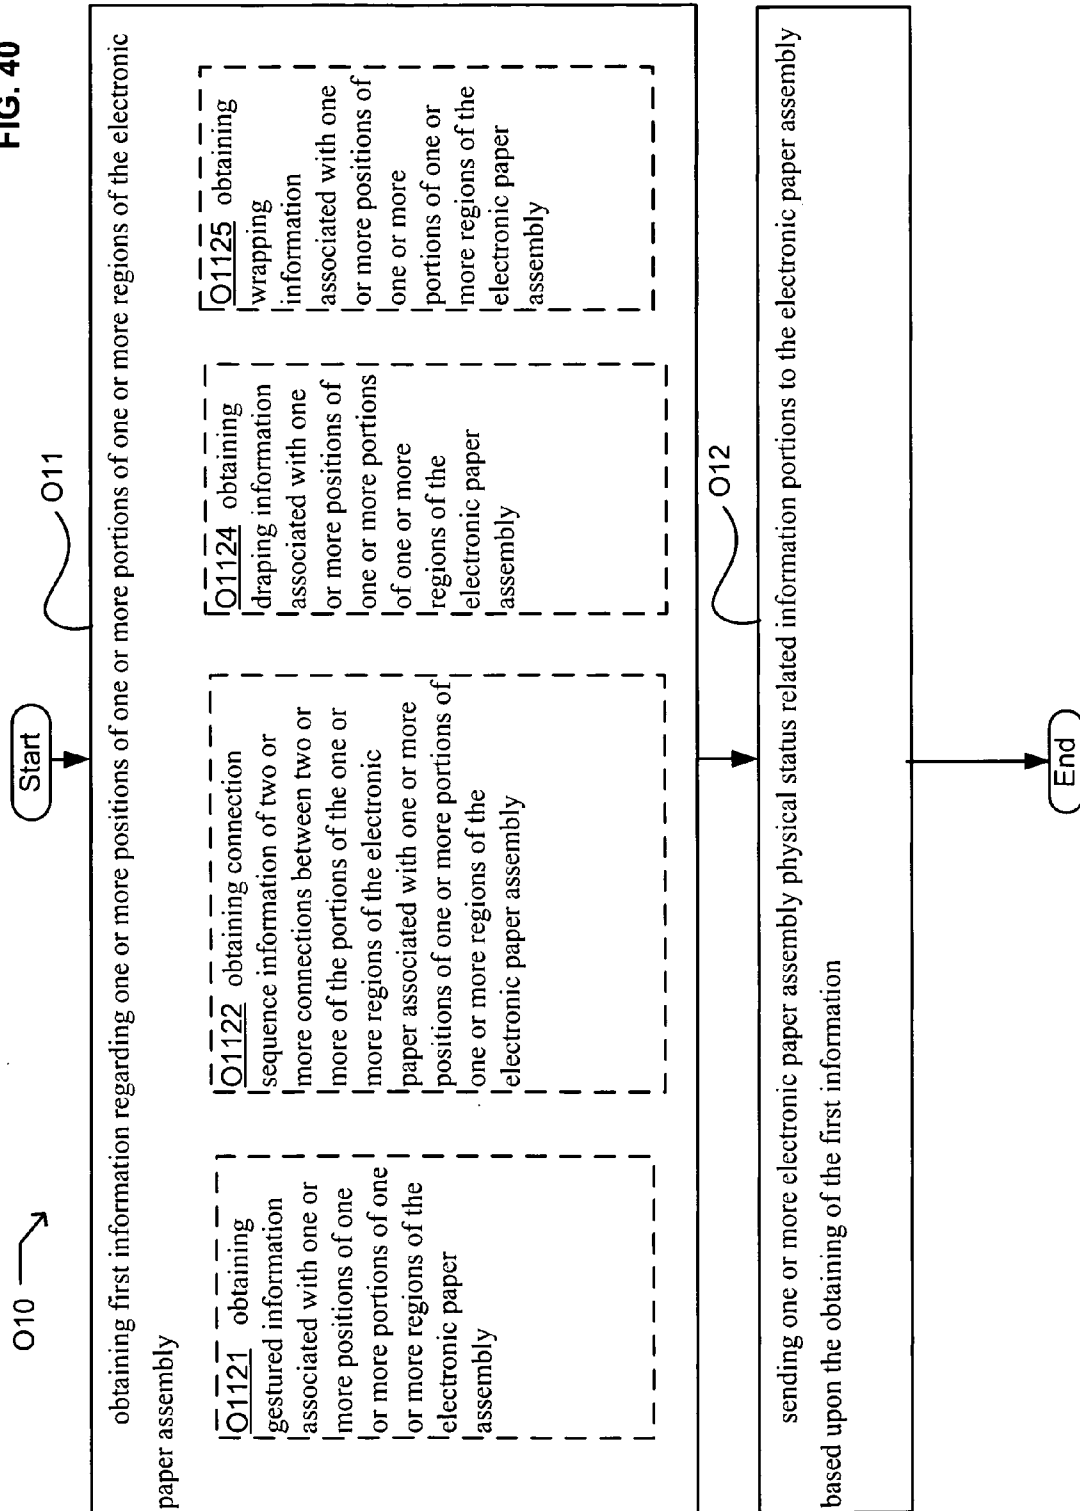 FIG. 40
O10
Start
O11
obtaining first information regarding one or more positions of one or more portions of one or more regions of the electronic
paper assembly
O1121 obtaining
gestured information
associated with one or
more positions of one
or more portions of one
or more regions of the
electronic paper
assembly
O1122 obtaining connection
sequence information of two or
more connections between two or
more of the portions of the one or
more regions of the electronic
paper associated with one or more
positions of one or more portions of
one or more regions of the
electronic paper assembly
O1124 obtaining
draping information
associated with one
or more positions of
one or more portions
of one or more
regions of the
electronic paper
assembly
O1125 obtaining
wrapping
information
associated with one
or more positions of
one or more
portions of one or
more regions of the
electronic paper
assembly
O12
sending one or more electronic paper assembly physical status related information portions to the electronic paper assembly
based upon the obtaining of the first information
End